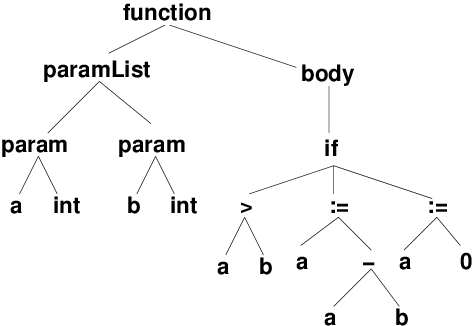 function
paramList
body
param param if
a int b int > := :=
a b a – a 0
a b